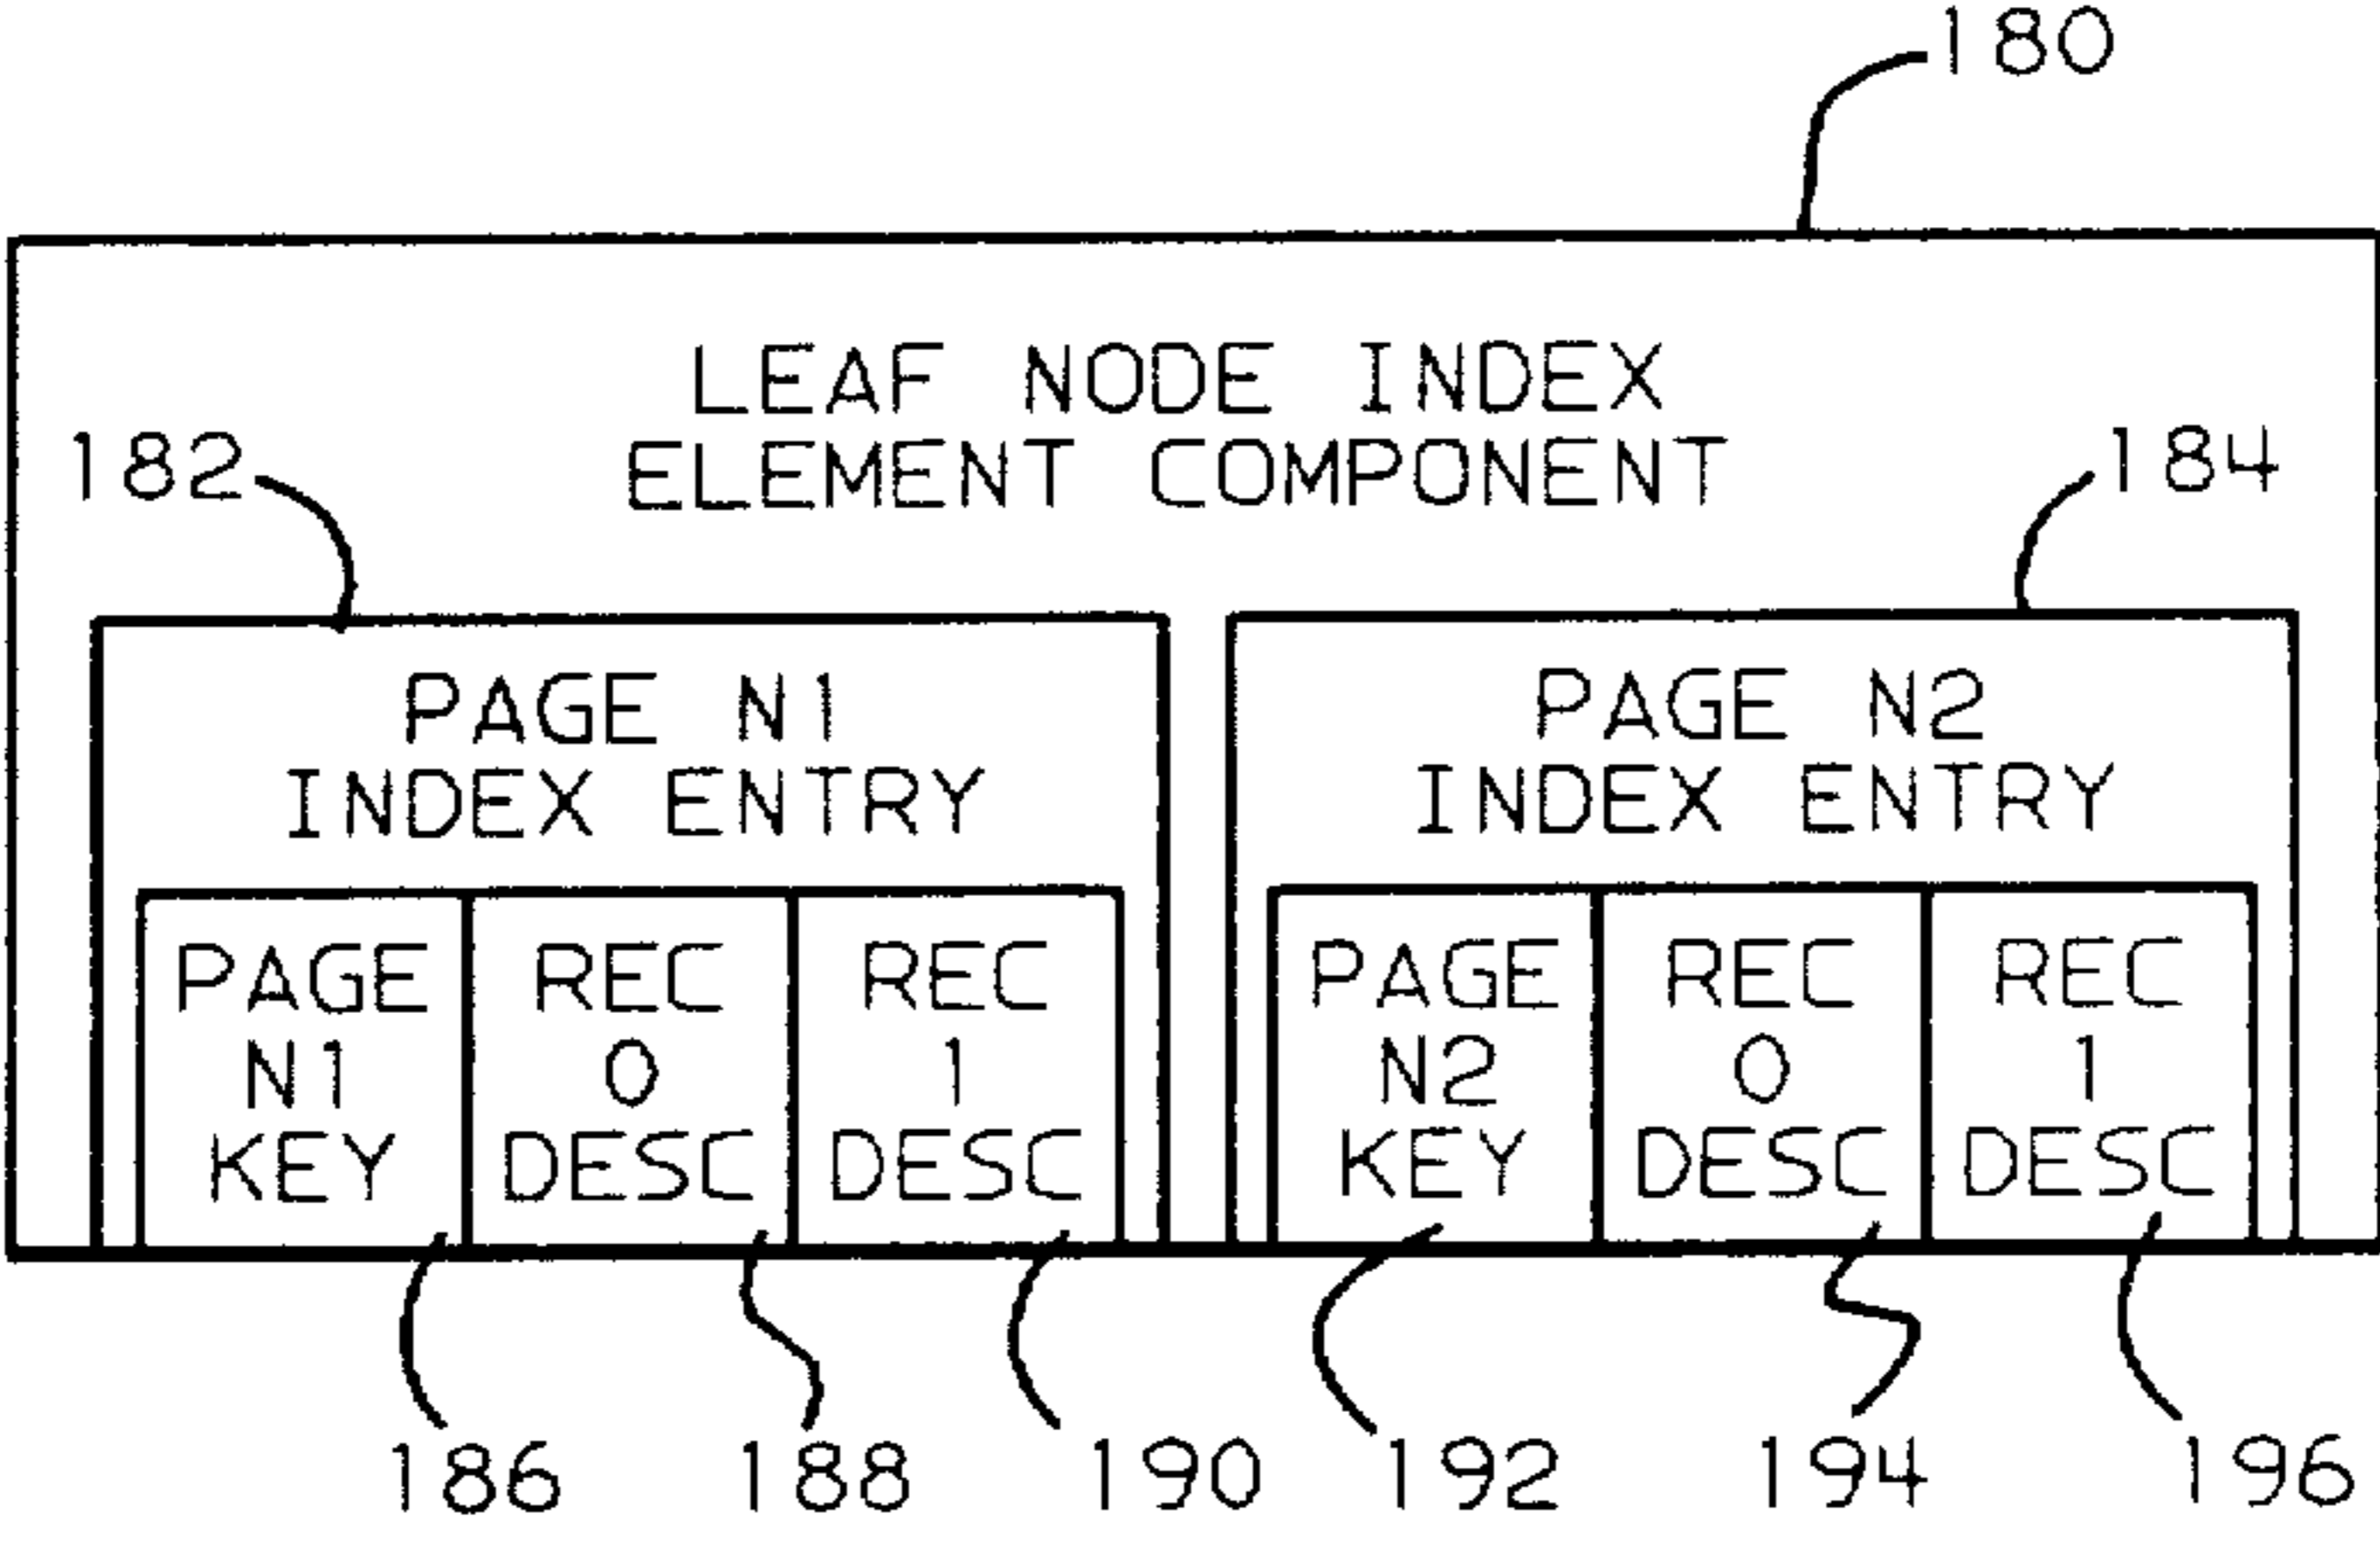 180
LEAF NODE INDEX
ELEMENT COMPONENT
182
184
PAGE N1
INDEX ENTRY
PAGE N2
INDEX ENTRY
PAGE
N1
KEY
REC
0
DESC
REC
1
DESC
PAGE
N2
KEY
REC
0
DESC
REC
1
DESC
186
188
190
192
194
196